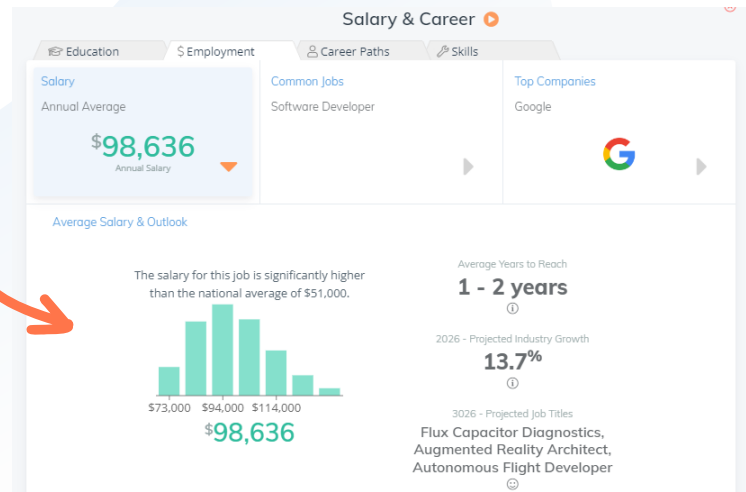 Salary & Career
Education
$ Employment
Career Paths
Skills
Salary
Annual Average
$98,636
Annual Salary
Common Jobs
Software Developer
Top Companies
Google
G
Average Salary & Outlook
The salary for this job is significantly higher
than the national average of $51,000.
$73,000 $94,000 $114,000
$98,636
Average Years to Reach
1 - 2 years
2026 - Projected Industry Growth
13.7%
3026 - Projected Job Titles
Flux Capacitor Diagnostics,
Augmented Reality Architect,
Autonomous Flight Developer